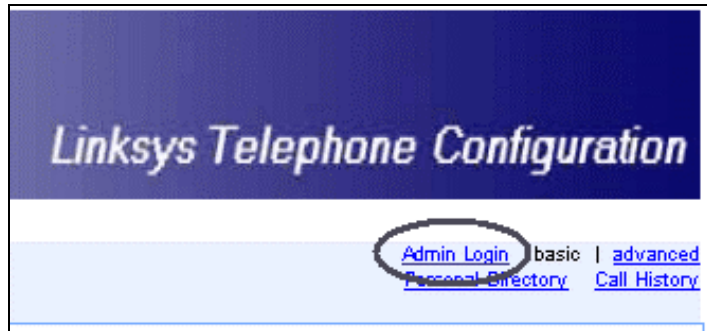 Linksys Telephone Configuration
Admin Login basic | advanced
Personal Directory Call History